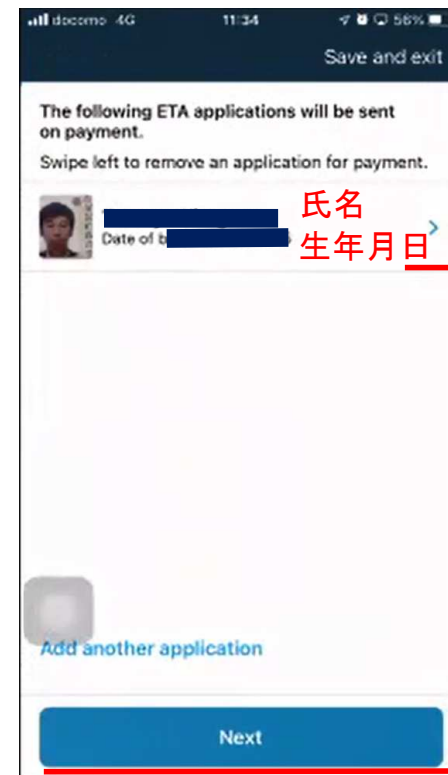 docomo 4G 11:34 56%
Save and exit
The following ETA applications will be sent
on payment.
Swipe left to remove an application for payment.
氏名
Date of b
生年月日
Add another application
Next